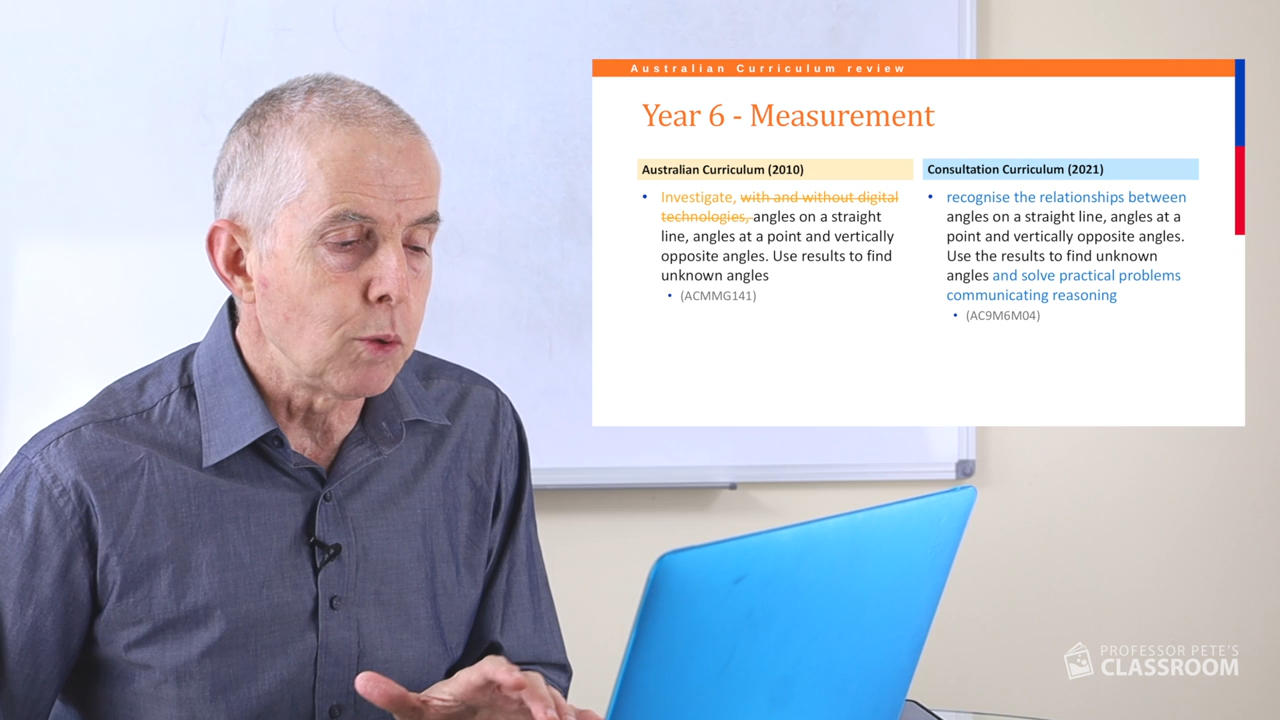 Australian Curriculum review
Year 6 - Measurement
Australian Curriculum (2010)
• Investigate, with and without digital
technologies, angles on a straight
line, angles at a point and vertically
opposite angles. Use results to find
unknown angles
• (ACMMG141)
Consultation Curriculum (2021)
• recognise the relationships between
angles on a straight line, angles at a
point and vertically opposite angles.
Use the results to find unknown
angles and solve practical problems
communicating reasoning
• (AC9M6M04)
PROFESSOR PETE'S
CLASSROOM